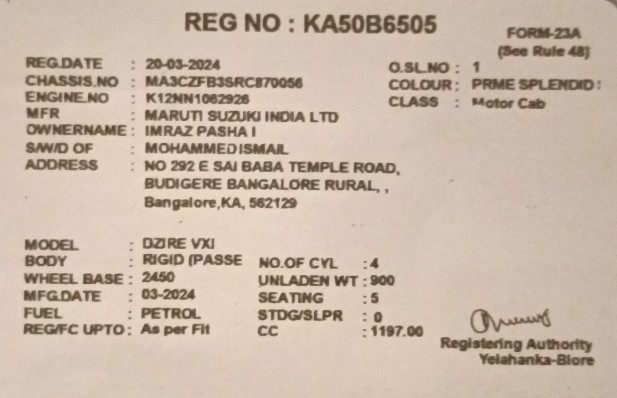 REG NO : KA50B6505
FORM-23A
(See Rule 48)
REG.DATE : 20-03-2024
O.SL.NO : 1
CHASSIS.NO : MA3CZFB3SRC870056
COLOUR : PRME SPLENDID
ENGINE.NO : K12NN1062926
CLASS : Motor Cab
MFR : MARUTI SUZUKI INDIA LTD
OWNERNAME : IMRAZ PASHA I
S/W/D OF : MOHAMMED ISMAIL
ADDRESS : NO 292 E SAI BABA TEMPLE ROAD,
BUDIGERE BANGALORE RURAL, ,
Bangalore,KA, 562129
MODEL : DZIRE VXI
BODY : RIGID (PASSE NO.OF CYL : 4
WHEEL BASE : 2450 UNLADEN WT : 900
MFG.DATE : 03-2024 SEATING : 5
FUEL : PETROL STDG/SLPR : 0
REG/FC UPTO : As per Fit CC : 1197.00
Registering Authority
Yelahanka-Blore